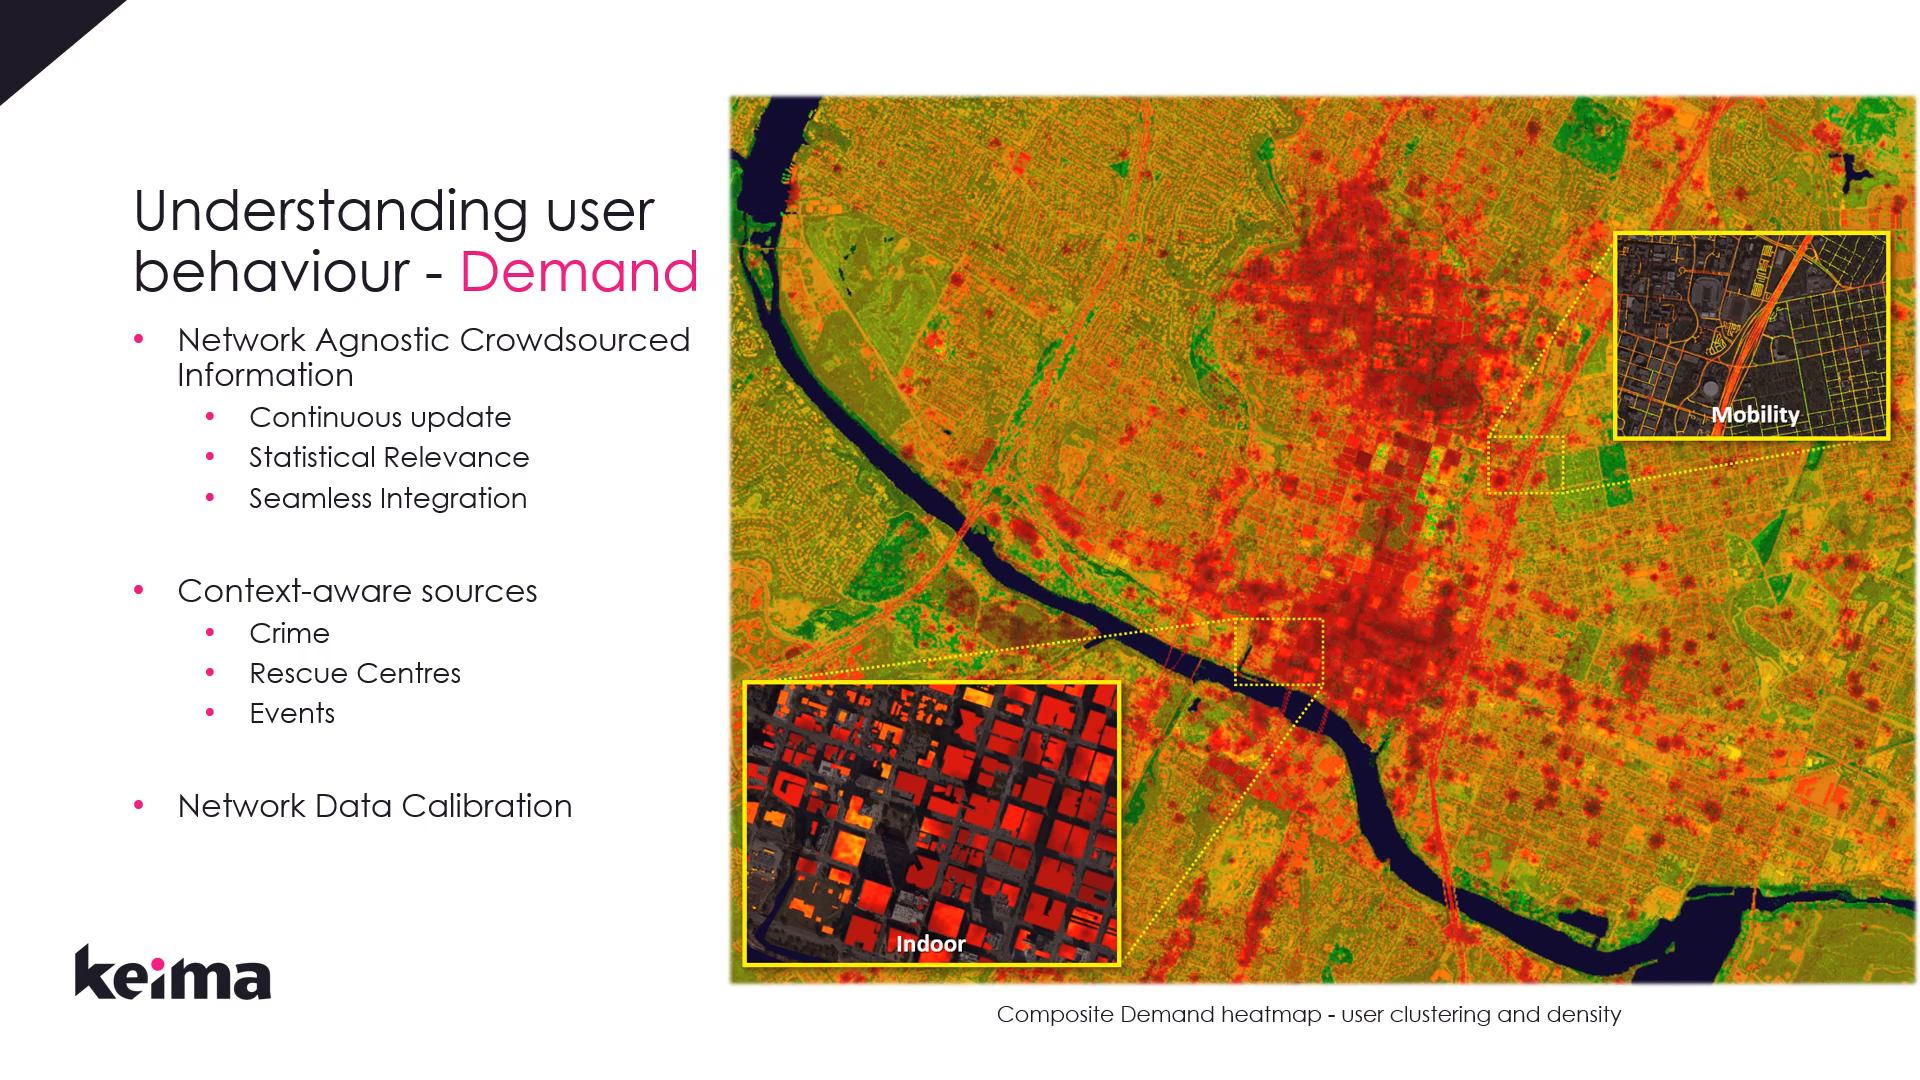 Understanding user
behaviour - Demand
• Network Agnostic Crowdsourced
Information
• Continuous update
• Statistical Relevance
• Seamless Integration
• Context-aware sources
• Crime
• Rescue Centres
• Events
• Network Data Calibration
keima
Mobility
Indoor
Composite Demand heatmap - user clustering and density